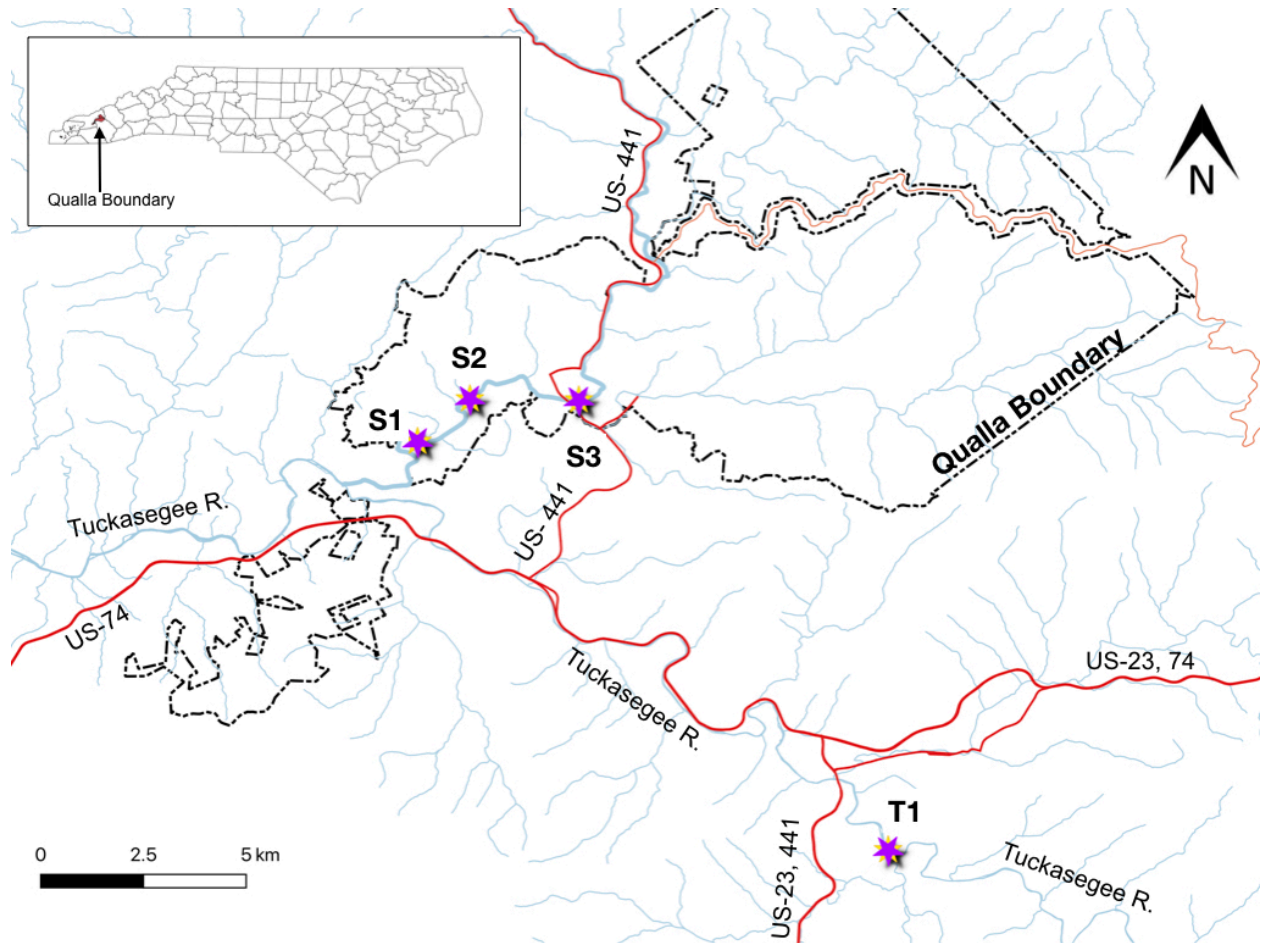 US- 441
N
Qualla Boundary
S2
S1
Qualla Boundary
S3
US- 441
Tuckasegee R.
US-74
Tuckasegee R.
US-23, 74
T1
0 2.5 5 km
US-23, 441
Tuckasegee R.